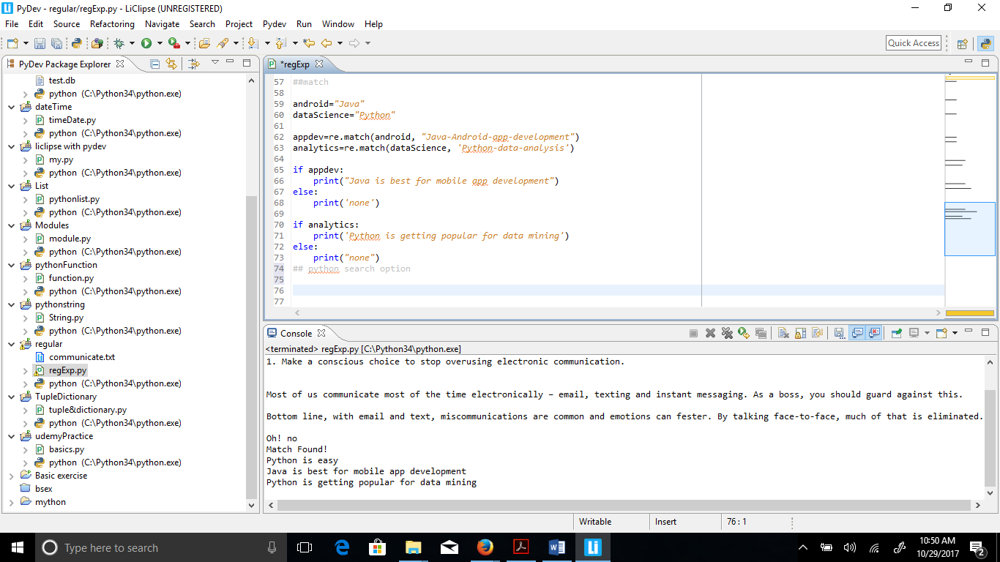 PyDev - regular/regExp.py - LiClipse (UNREGISTERED)
File Edit Source Refactoring Navigate Search Project Pydev Run Window Help
Quick Access
PyDev Package Explorer
test.db
python (C:\Python34\python.exe)
dateTime
timeDate.py
python (C:\Python34\python.exe)
liclipse with pydev
my.py
python (C:\Python34\python.exe)
List
pythonlist.py
python (C:\Python34\python.exe)
Modules
module.py
python (C:\Python34\python.exe)
pythonFunction
function.py
python (C:\Python34\python.exe)
pythonstring
String.py
python (C:\Python34\python.exe)
regular
communicate.txt
regExp.py
python (C:\Python34\python.exe)
TupleDictionary
tuple&dictionary.py
python (C:\Python34\python.exe)
udemyPractice
basics.py
python (C:\Python34\python.exe)
Basic exercise
bsex
mython
*regExp
57 ##match
58
59 android="Java"
60 dataScience="Python"
61
62 appdev=re.match(android, "Java-Android-app-development")
63 analytics=re.match(dataScience, 'Python-data-analysis')
64
65 if appdev:
66     print("Java is best for mobile app development")
67 else:
68     print('none')
69
70 if analytics:
71     print('Python is getting popular for data mining')
72 else:
73     print("none")
74 ## python search option
75
76
77
Console
<terminated> regExp.py [C:\Python34\python.exe]
1. Make a conscious choice to stop overusing electronic communication.
Most of us communicate most of the time electronically – email, texting and instant messaging. As a boss, you should guard against this.
Bottom line, with email and text, miscommunications are common and emotions can fester. By talking face-to-face, much of that is eliminated.
Oh! no
Match Found!
Python is easy
Java is best for mobile app development
Python is getting popular for data mining
Writable Insert 76 : 1
Type here to search
10:50 AM
10/29/2017
2